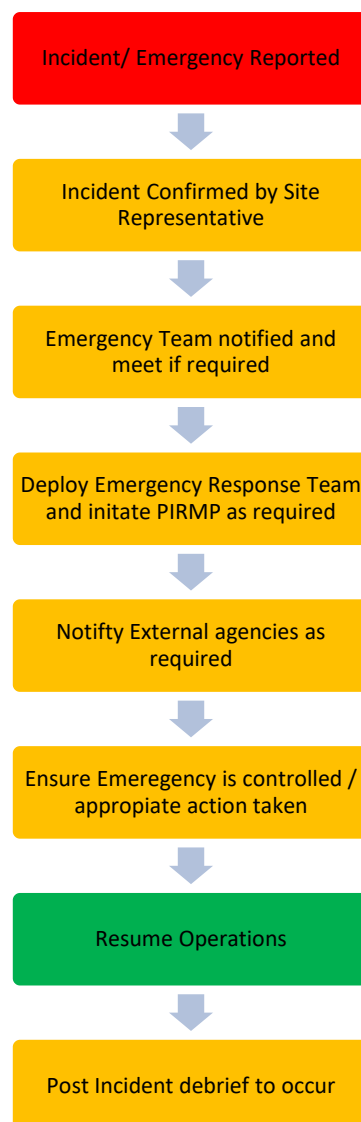 Incident/ Emergency Reported
Incident Confirmed by Site
Representative
Emergency Team notified and
meet if required
Deploy Emergency Response Team
and initate PIRMP as required
Notifty External agencies as
required
Ensure Emeregency is controlled /
appropiate action taken
Resume Operations
Post Incident debrief to occur